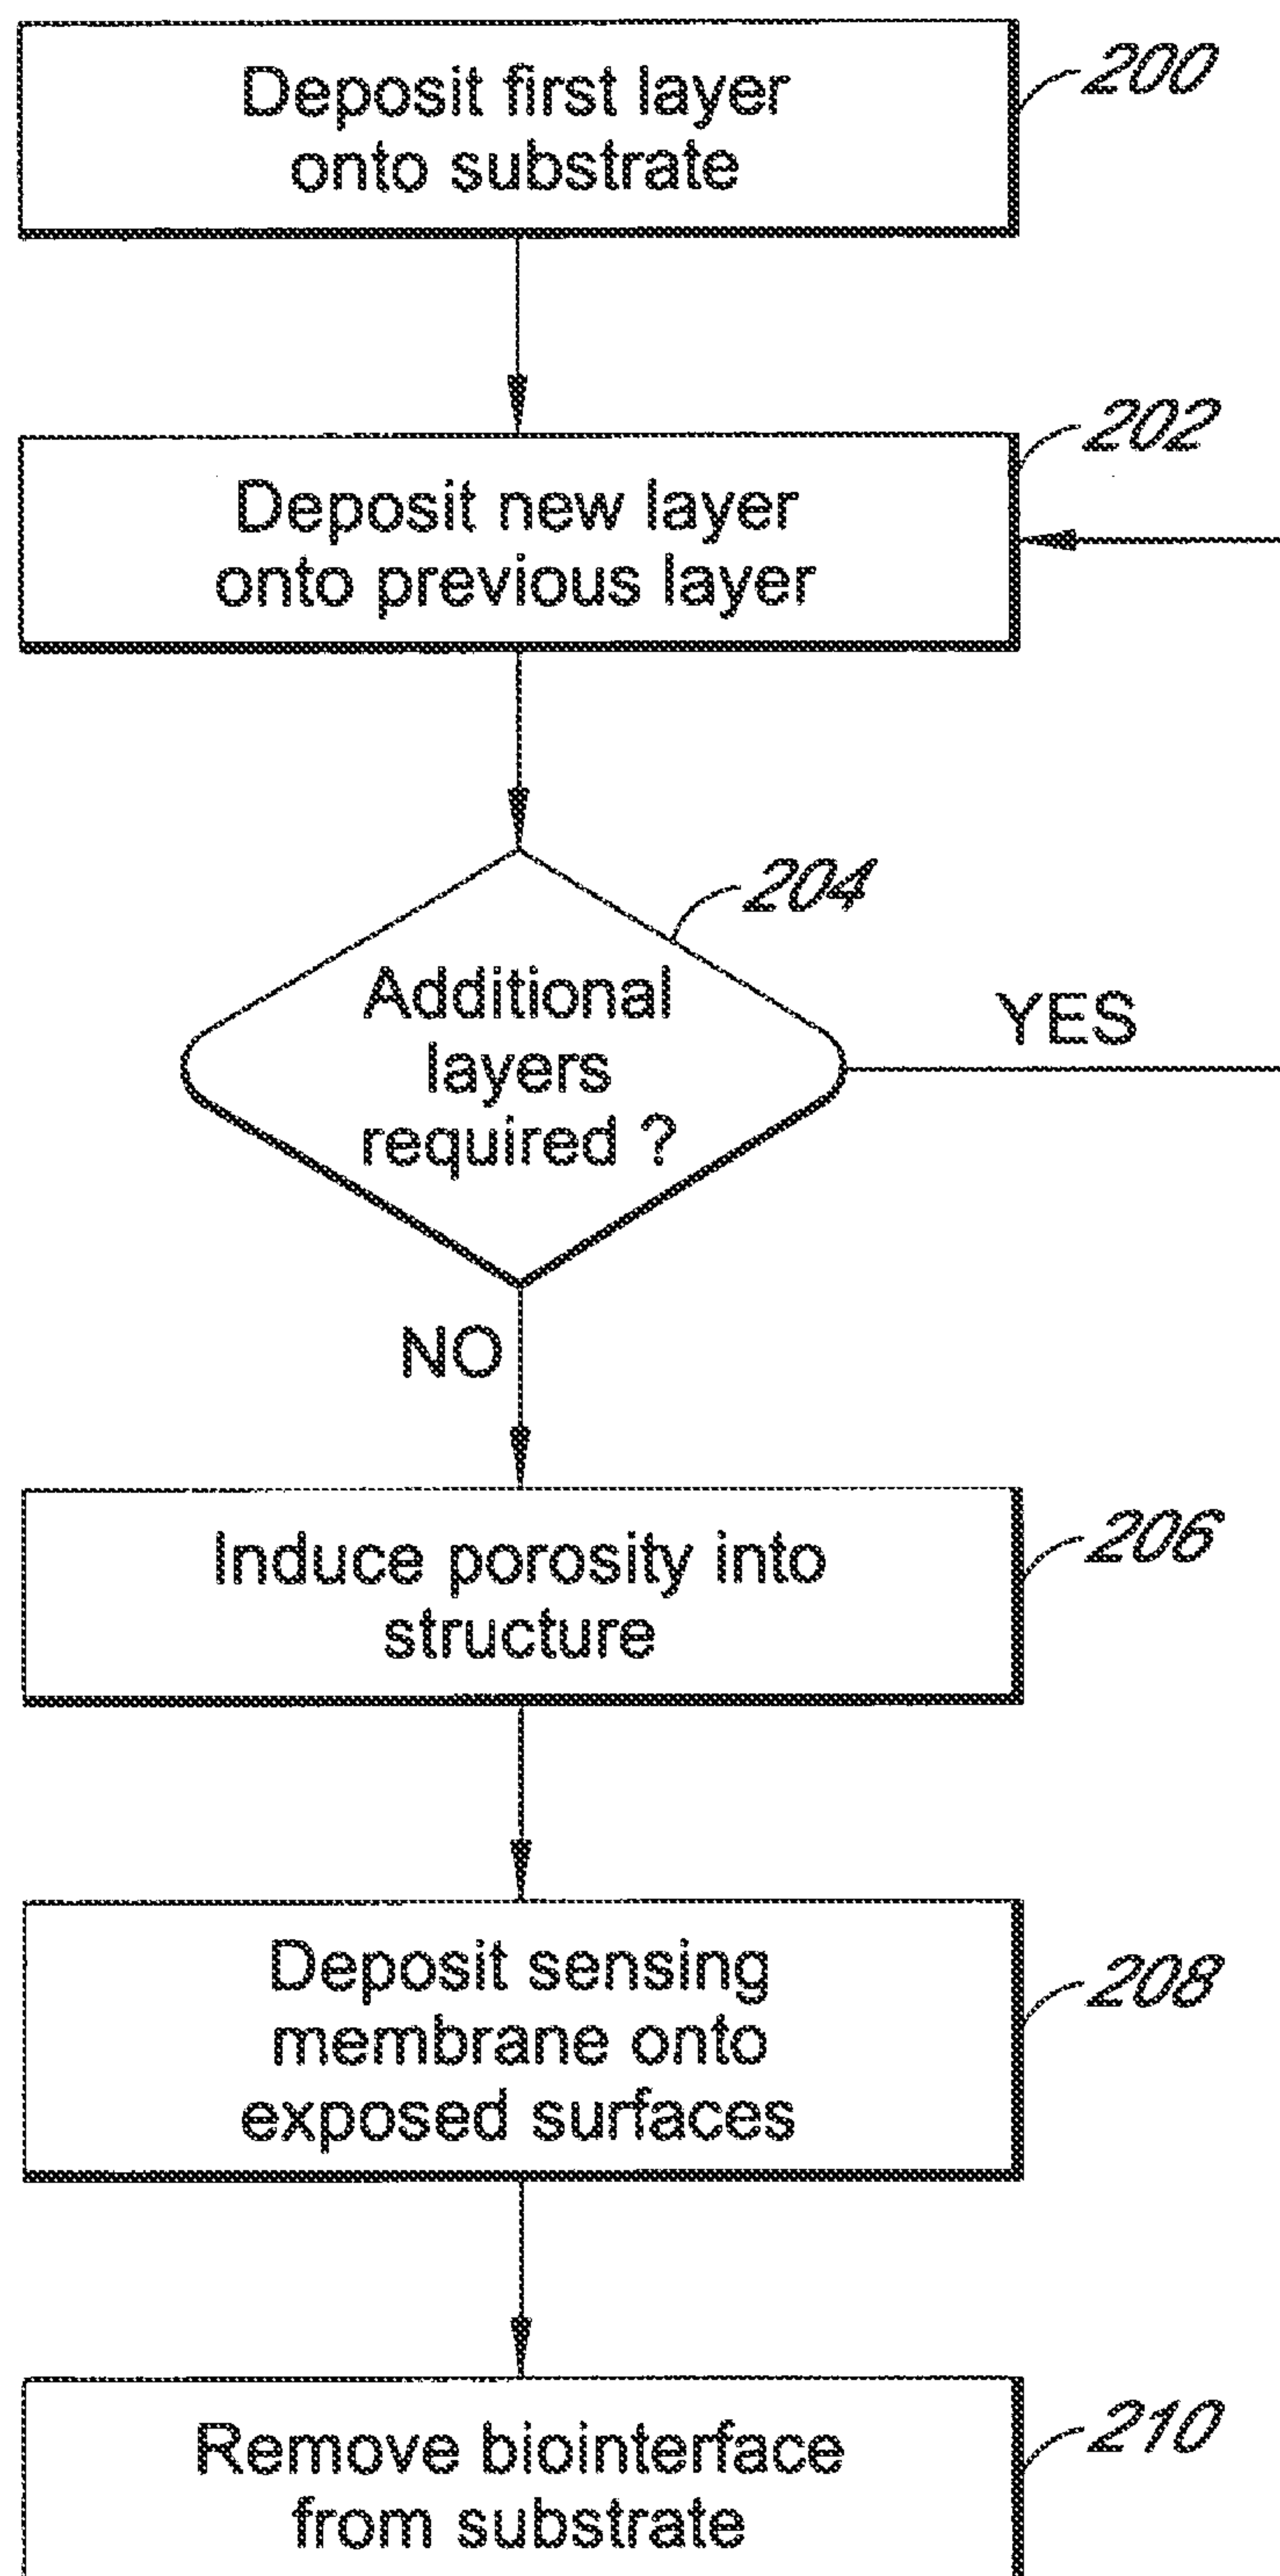 Deposit first layer
onto substrate
200
Deposit new layer
onto previous layer
202
Additional
layers
required ?
204
YES
NO
Induce porosity into
structure
206
Deposit sensing
membrane onto
exposed surfaces
208
Remove biointerface
from substrate
210